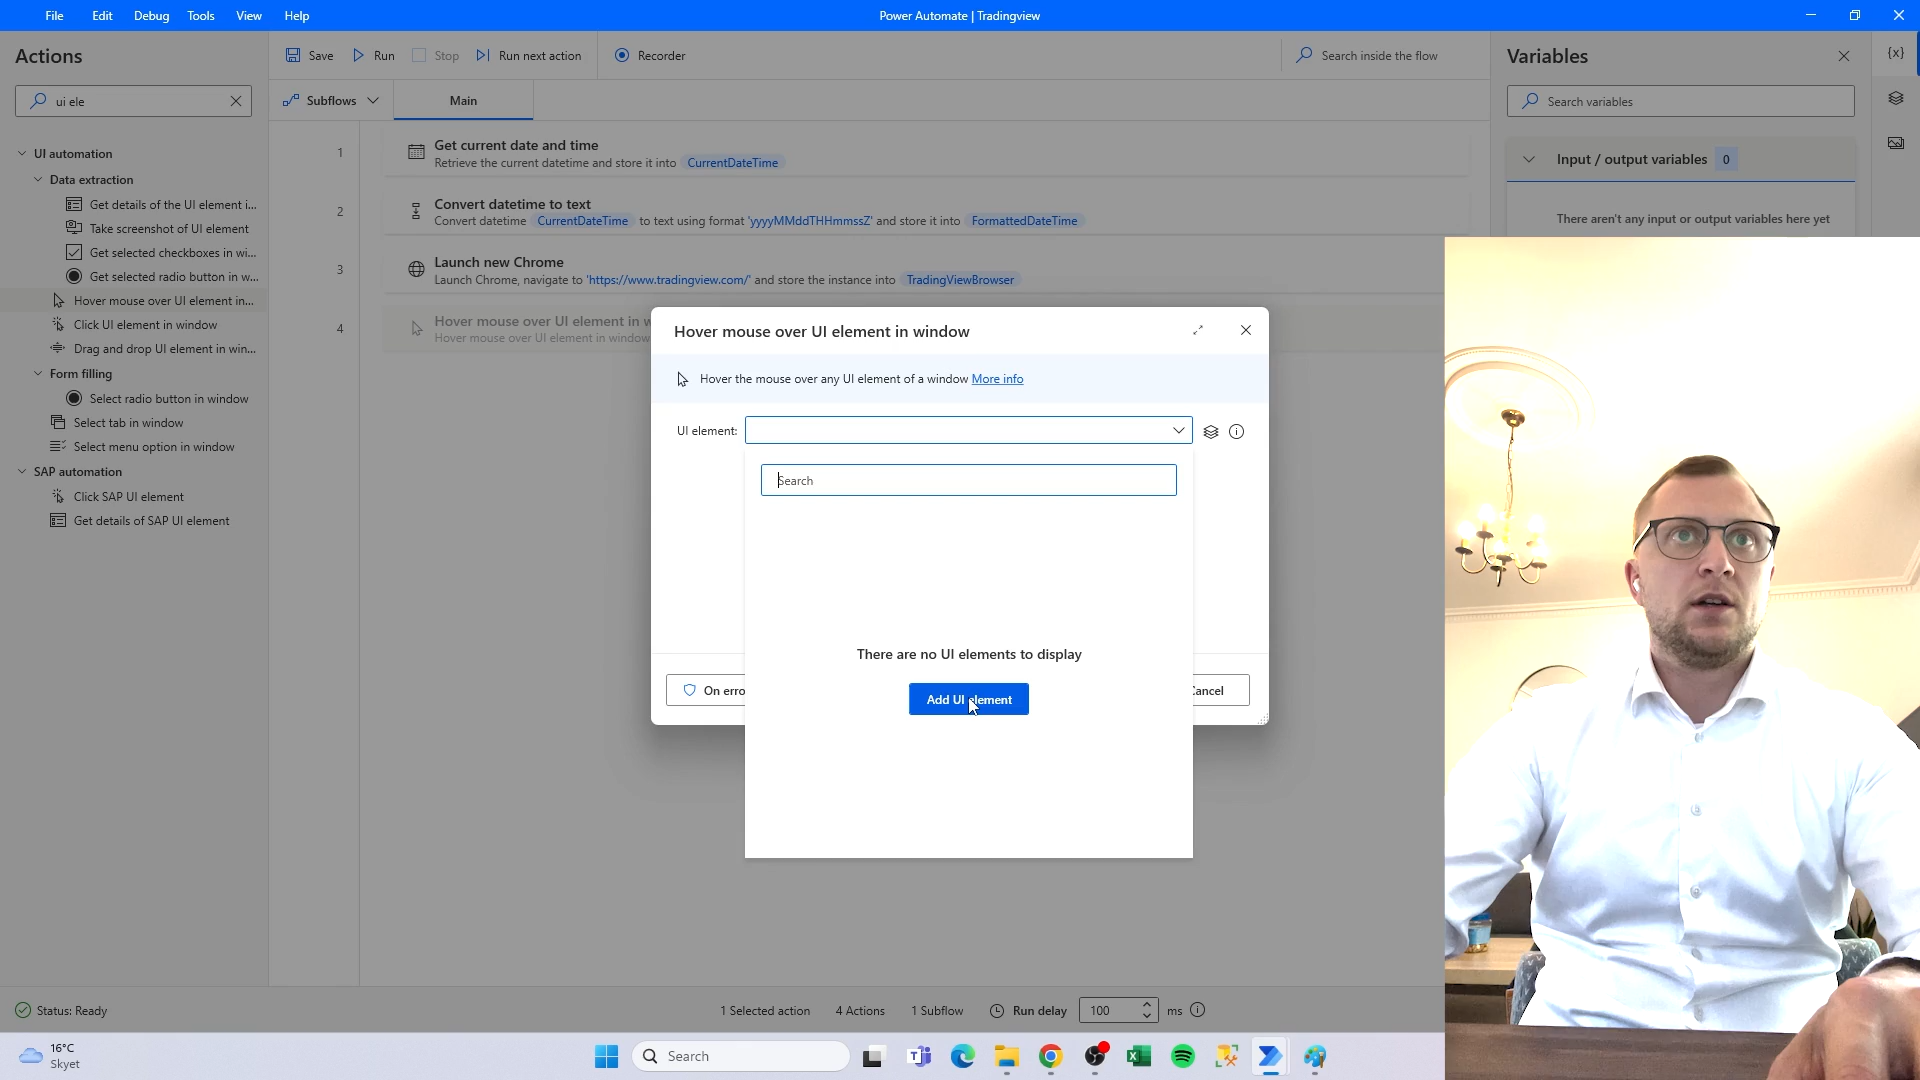 File Edit Debug Tools View Help
Power Automate | Tradingview
Actions
Save
Run
Stop
Run next action
Recorder
Search inside the flow
Variables
{x}
ui ele
Subflows
Main
Search variables
UI automation
Data extraction
Get details of the UI element i...
Take screenshot of UI element
Get selected checkboxes in wi...
Get selected radio button in w...
Hover mouse over UI element in...
Click UI element in window
Drag and drop UI element in win...
Form filling
Select radio button in window
Select tab in window
Select menu option in window
SAP automation
Click SAP UI element
Get details of SAP UI element
1
Get current date and time
Retrieve the current datetime and store it into CurrentDateTime
2
Convert datetime to text
Convert datetime CurrentDateTime to text using format 'yyyyMMddTHHmmssZ' and store it into FormattedDateTime
3
Launch new Chrome
Launch Chrome, navigate to 'https://www.tradingview.com/' and store the instance into TradingViewBrowser
4
Hover mouse over UI element in w
Hover mouse over UI element in window
Input / output variables 0
There aren't any input or output variables here yet
Hover mouse over UI element in window
Hover the mouse over any UI element of a window More info
UI element:
Search
There are no UI elements to display
Add UI element
On erro
Cancel
Status: Ready
1 Selected action
4 Actions
1 Subflow
Run delay
100
ms
16°C
Skyet
Search